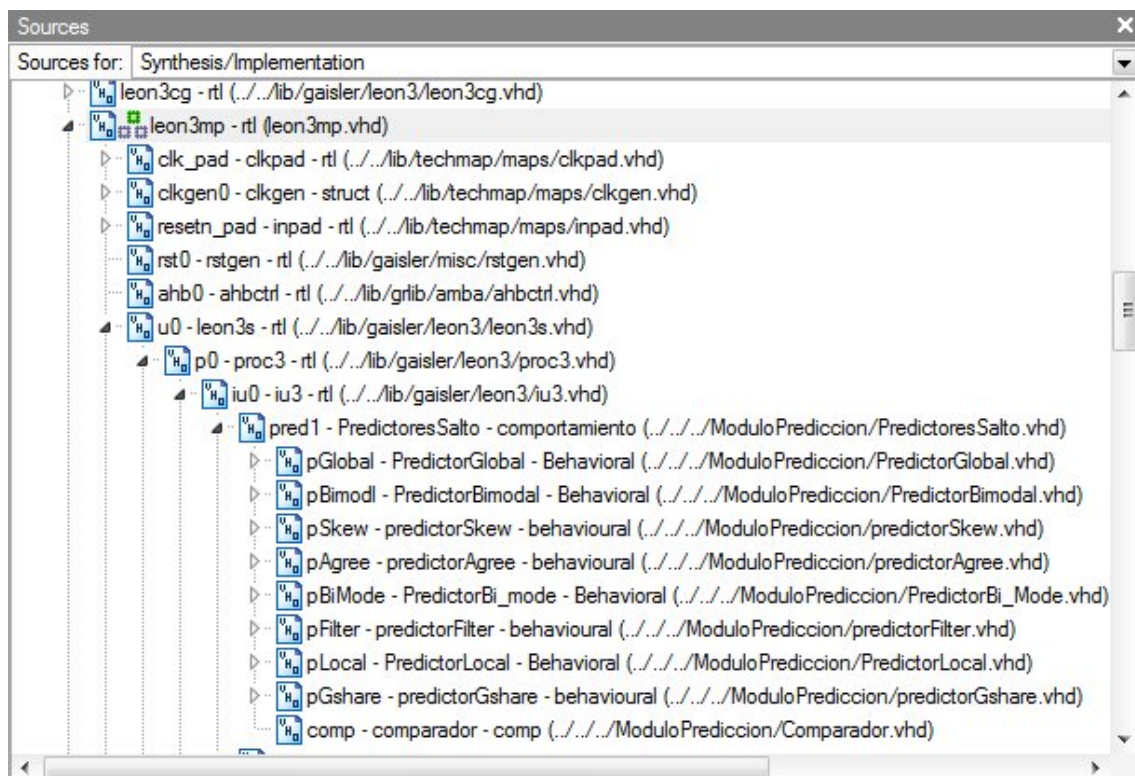 Sources
Sources for: Synthesis/Implementation
leon3cg - rtl (../../lib/gaisler/leon3/leon3cg.vhd)
leon3mp - rtl (leon3mp.vhd)
clk_pad - clkpad - rtl (../../lib/techmap/maps/clkpad.vhd)
clkgen0 - clkgen - struct (../../lib/techmap/maps/clkgen.vhd)
resetn_pad - inpad - rtl (../../lib/techmap/maps/inpad.vhd)
rst0 - rstgen - rtl (../../lib/gaisler/misc/rstgen.vhd)
ahb0 - ahbctrl - rtl (../../lib/grlib/amba/ahbctrl.vhd)
u0 - leon3s - rtl (../../lib/gaisler/leon3/leon3s.vhd)
p0 - proc3 - rtl (../../lib/gaisler/leon3/proc3.vhd)
iu0 - iu3 - rtl (../../lib/gaisler/leon3/iu3.vhd)
pred1 - PredictoresSalto - comportamiento (../../../ModuloPrediccion/PredictoresSalto.vhd)
pGlobal - PredictorGlobal - Behavioral (../../../ModuloPrediccion/PredictorGlobal.vhd)
pBimodl - PredictorBimodal - Behavioral (../../../ModuloPrediccion/PredictorBimodal.vhd)
pSkew - predictorSkew - behavioural (../../../ModuloPrediccion/predictorSkew.vhd)
pAgree - predictorAgree - behavioural (../../../ModuloPrediccion/predictorAgree.vhd)
pBiMode - PredictorBi_mode - Behavioral (../../../ModuloPrediccion/PredictorBi_Mode.vhd)
pFilter - predictorFilter - behavioural (../../../ModuloPrediccion/predictorFilter.vhd)
pLocal - PredictorLocal - Behavioral (../../../ModuloPrediccion/PredictorLocal.vhd)
pGshare - predictorGshare - behavioural (../../../ModuloPrediccion/predictorGshare.vhd)
comp - comparador - comp (../../../ModuloPrediccion/Comparador.vhd)